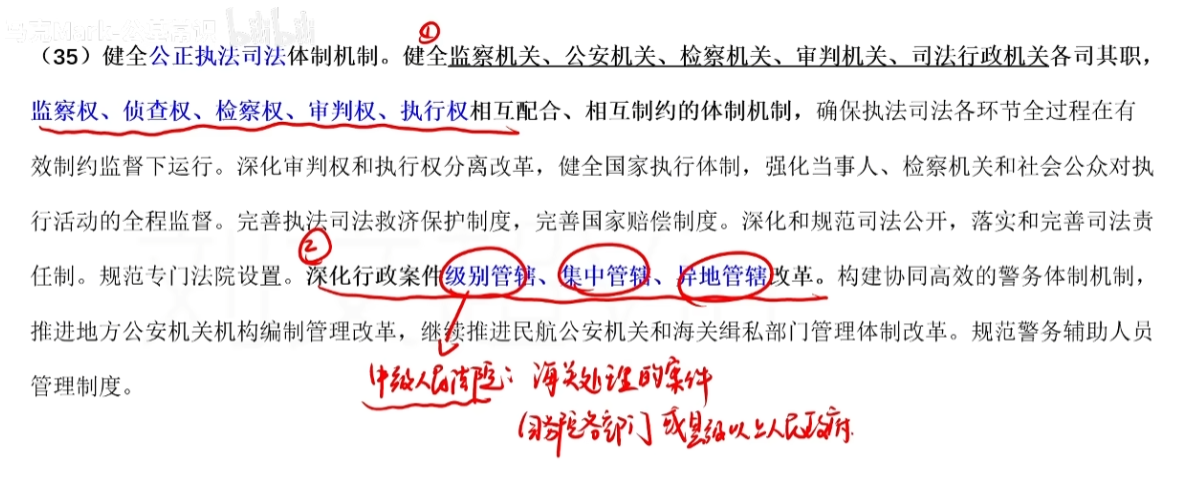 ①
（35）健全公正执法司法体制机制。健全监察机关、公安机关、检察机关、审判机关、司法行政机关各司其职，
监察权、侦查权、检察权、审判权、执行权相互配合、相互制约的体制机制，确保执法司法各环节全过程在有
效制约监督下运行。深化审判权和执行权分离改革，健全国家执行体制，强化当事人、检察机关和社会公众对执
行活动的全程监督。完善执法司法救济保护制度，完善国家赔偿制度。深化和规范司法公开，落实和完善司法责
②
任制。规范专门法院设置。深化行政案件级别管辖、集中管辖、异地管辖改革。构建协同高效的警务体制机制，
推进地方公安机关机构编制管理改革，继续推进民航公安机关和海关缉私部门管理体制改革。规范警务辅助人员
管理制度。
中级人民法院：海关处理的案件
国务院各部门或县级以上人民政府.